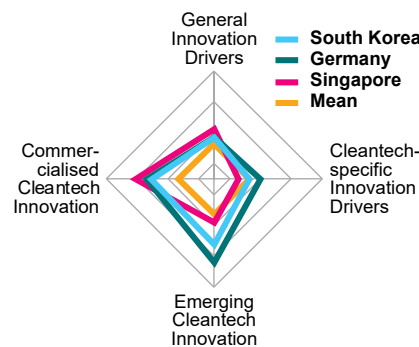 General
Innovation
Drivers
South Korea
Germany
Singapore
Mean
Commer-
cialised
Cleantech
Innovation
Cleantech-
specific
Innovation
Drivers
Emerging
Cleantech
Innovation